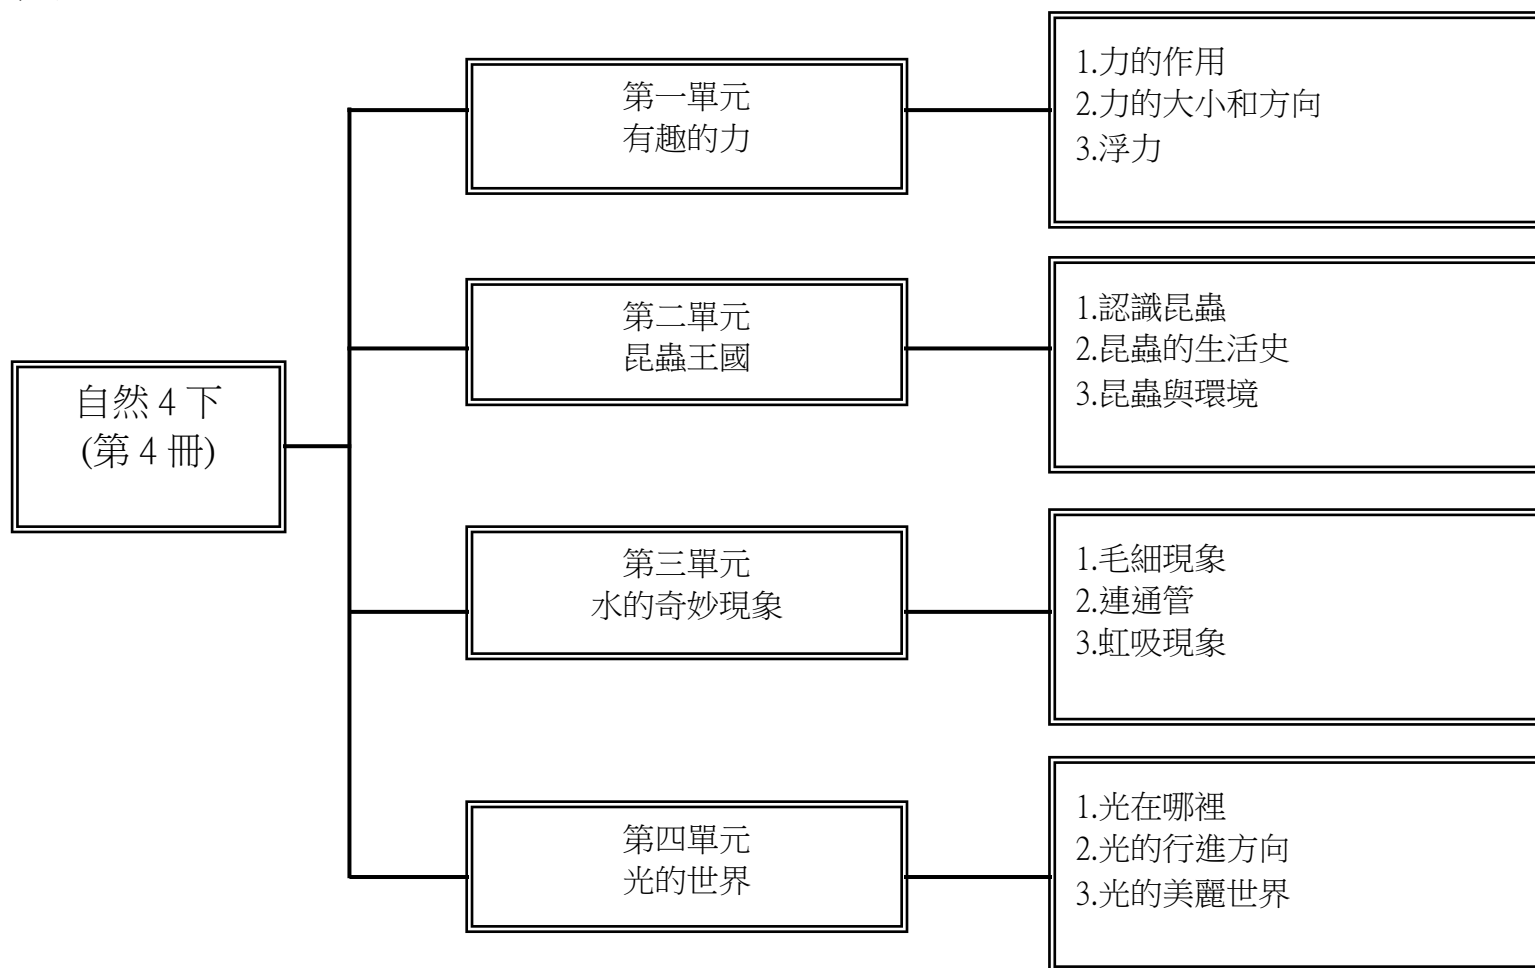 自然 4 下
(第 4 冊)
第一單元
有趣的力
1.力的作用
2.力的大小和方向
3.浮力
第二單元
昆蟲王國
1.認識昆蟲
2.昆蟲的生活史
3.昆蟲與環境
第三單元
水的奇妙現象
1.毛細現象
2.連通管
3.虹吸現象
第四單元
光的世界
1.光在哪裡
2.光的行進方向
3.光的美麗世界